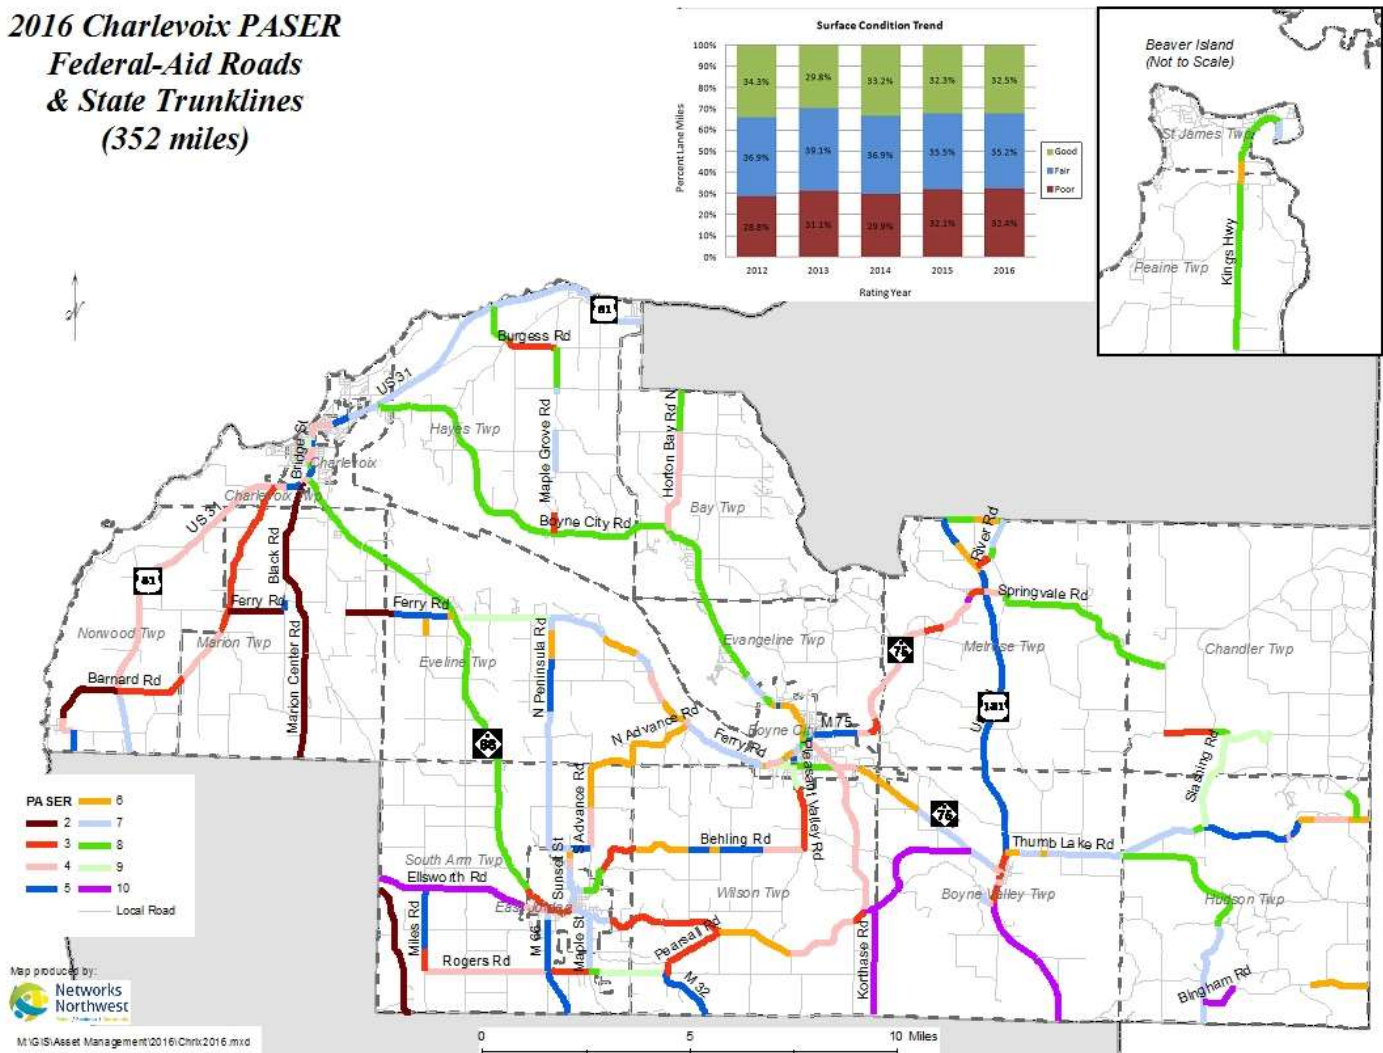 2016 Charlevoix PASER
Federal-Aid Roads
& State Trunklines
(352 miles)
Surface Condition Trend
100%
90%
80%
70%
60%
50%
40%
30%
20%
10%
0%
Percent Lane Miles
34.3%
29.8%
33.2%
32.3%
32.5%
36.9%
39.1%
36.9%
35.5%
35.2%
28.8%
31.1%
29.9%
32.1%
32.4%
2012
2013
2014
2015
2016
Rating Year
Good
Fair
Poor
Beaver Island
(Not to Scale)
St James Twp
Kings Hwy
Peaine Twp
Burgess Rd
US 31
Hayes Twp
Maple Grove Rd
Horton Bay Rd N
Bridge St
Charlevoix
Charlevoix Twp
US 31
Boyne City Rd
Bay Twp
Black Rd
Ferry Rd
Ferry Rd
Norwood Twp
Marion Twp
Marion Center Rd
Barnard Rd
Eveline Twp
N Peninsula Rd
Evangeline Twp
River Rd
Springvale Rd
75
Melrose Twp
Chandler Twp
N Advance Rd
Ferry Rd
Boyne City
M 75
Pleasant Valley Rd
S Advance Rd
Slashing Rd
Behling Rd
Thumb Lake Rd
South Arm Twp
Ellsworth Rd
Sunset St
Wilson Twp
Boyne Valley Twp
Hudson Twp
Miles Rd
M 66
Maple St
Pearsall Rd
Rogers Rd
M 32
Korthase Rd
Bingham Rd
PASER
2
3
4
5
6
7
8
9
10
Local Road
Map produced by:
Networks
Northwest
M:\GIS\Asset Management\2016\Chrlx2016.mxd
0
5
10 Miles